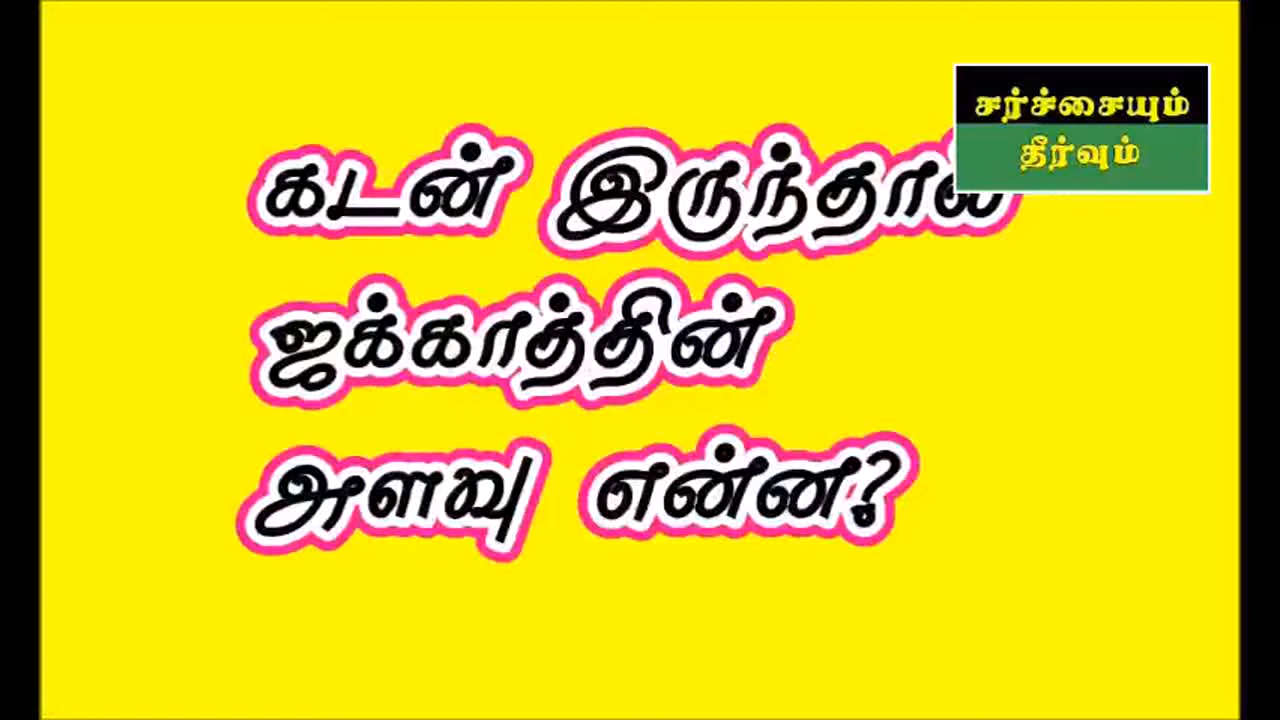 சர்ச்சையும்
தீர்வும்
கடன் இருந்தால்
ஜக்காத்தின்
அளவு என்ன?